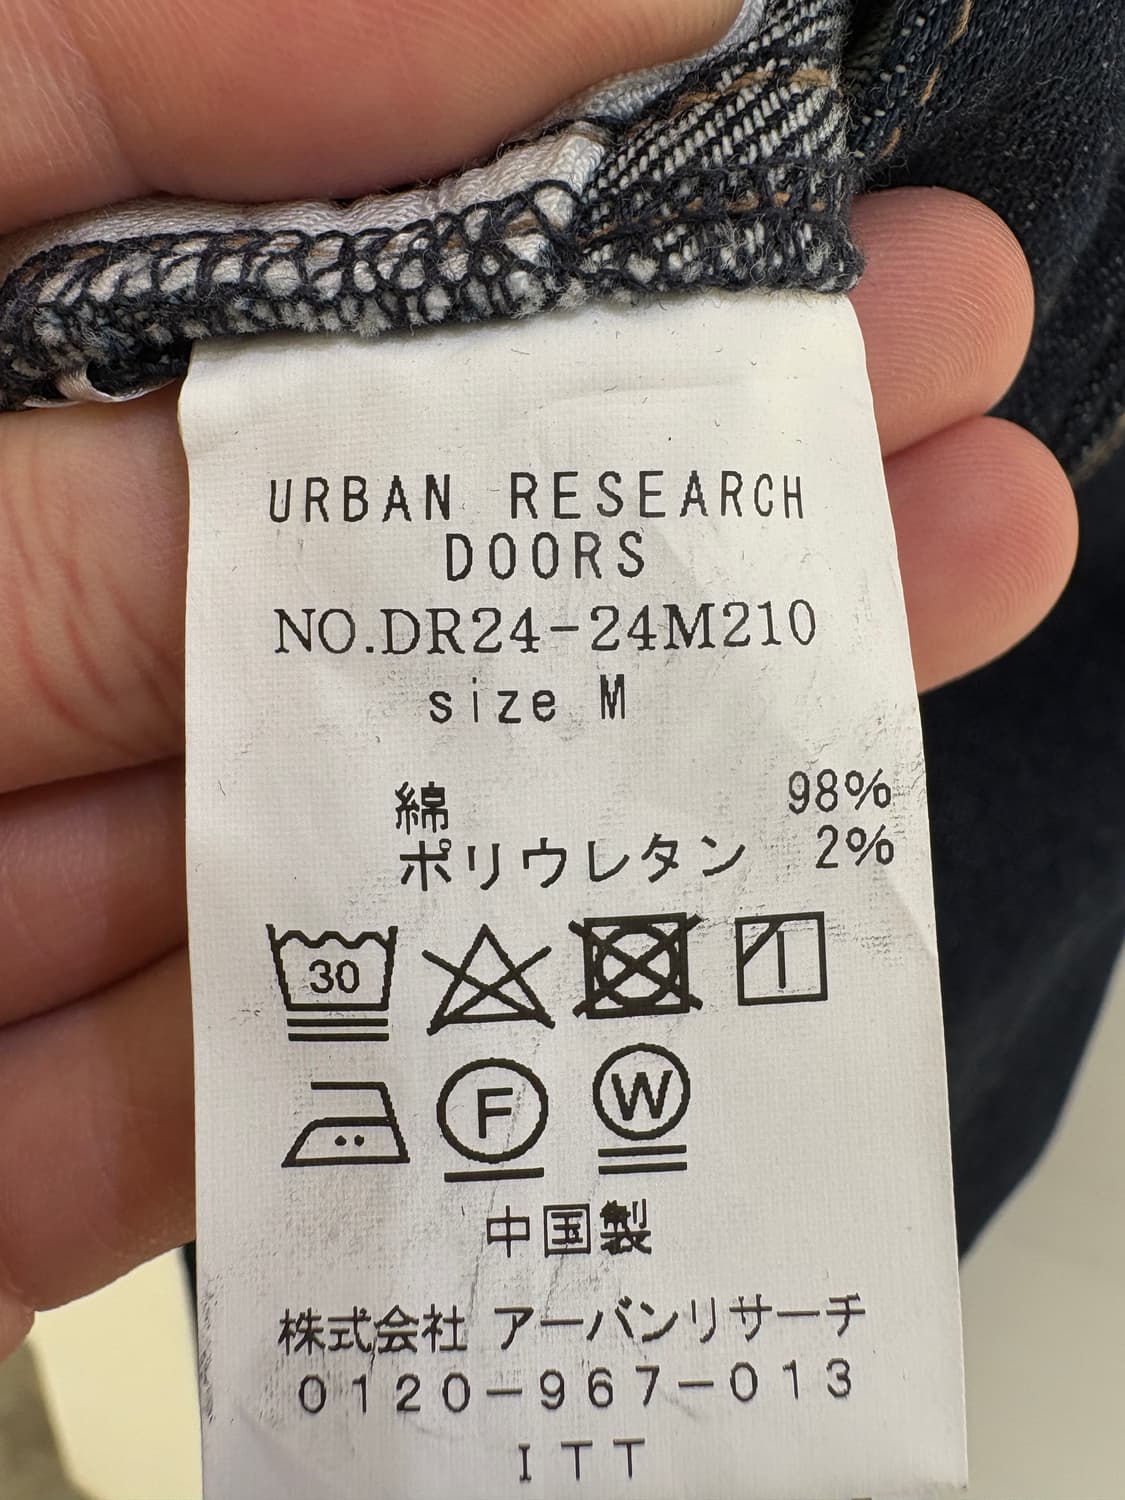 URBAN RESEARCH
DOORS
NO.DR24-24M210
size M
綿 98%
ポリウレタン 2%
30
F W
中国製
株式会社 アーバンリサーチ
0120-967-013
ITT